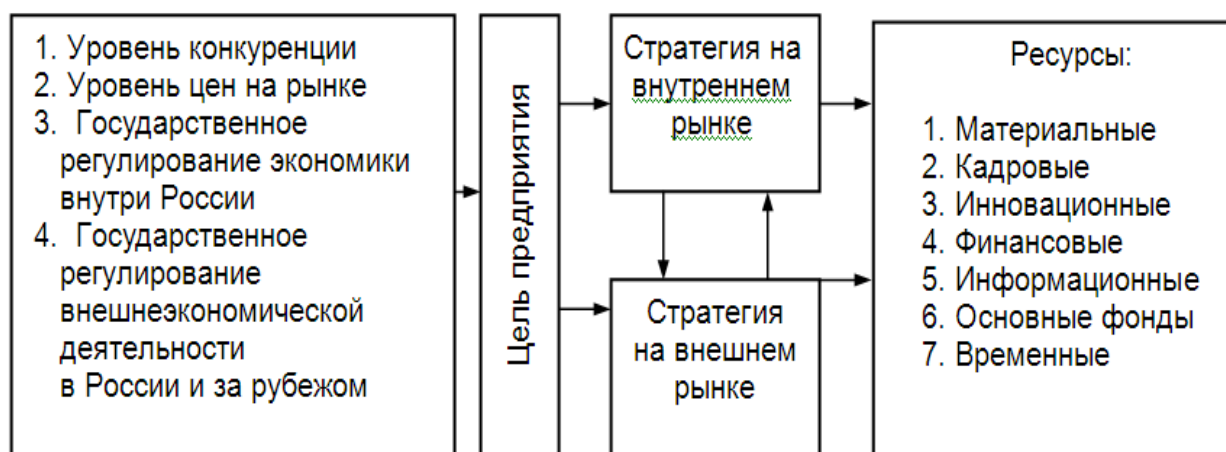 1. Уровень конкуренции
2. Уровень цен на рынке
3. Государственное
регулирование экономики
внутри России
4. Государственное
регулирование
внешнеэкономической
деятельности
в России и за рубежом
Цель предприятия
Стратегия на
внутреннем
рынке
Стратегия
на внешнем
рынке
Ресурсы:
1. Материальные
2. Кадровые
3. Инновационные
4. Финансовые
5. Информационные
6. Основные фонды
7. Временные